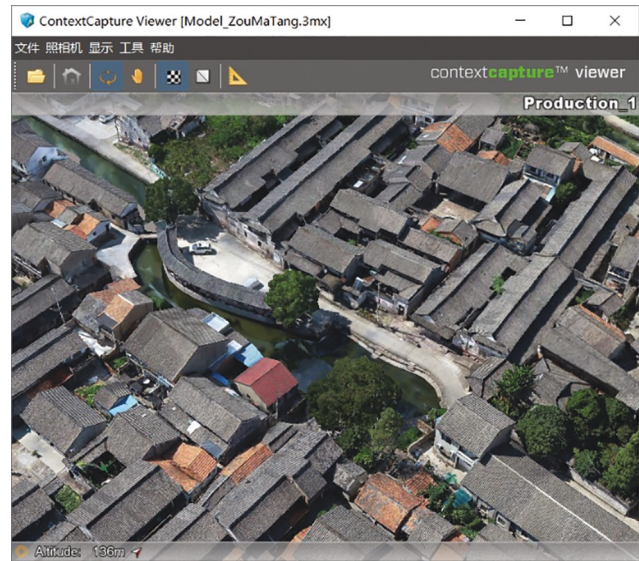 ContextCapture Viewer [Model_ZouMaTang.3mx]
文件 照相机 显示 工具 帮助
contextcapture™ viewer
Production_1
Altitude: 136m